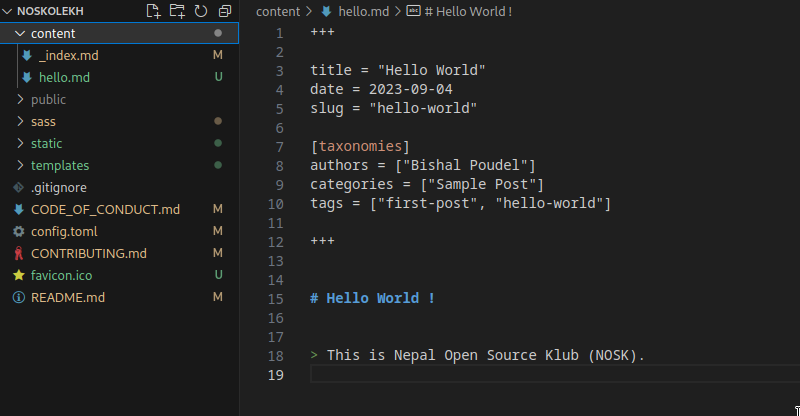 NOSKOLEKH
content
_index.md M
hello.md U
public
sass
static
templates
.gitignore
CODE_OF_CONDUCT.md M
config.toml M
CONTRIBUTING.md M
favicon.ico U
README.md M
content > hello.md > abc # Hello World !
1 +++
2
3 title = "Hello World"
4 date = 2023-09-04
5 slug = "hello-world"
6
7 [taxonomies]
8 authors = ["Bishal Poudel"]
9 categories = ["Sample Post"]
10 tags = ["first-post", "hello-world"]
11
12 +++
13
14
15 # Hello World !
16
17
18 > This is Nepal Open Source Klub (NOSK).
19